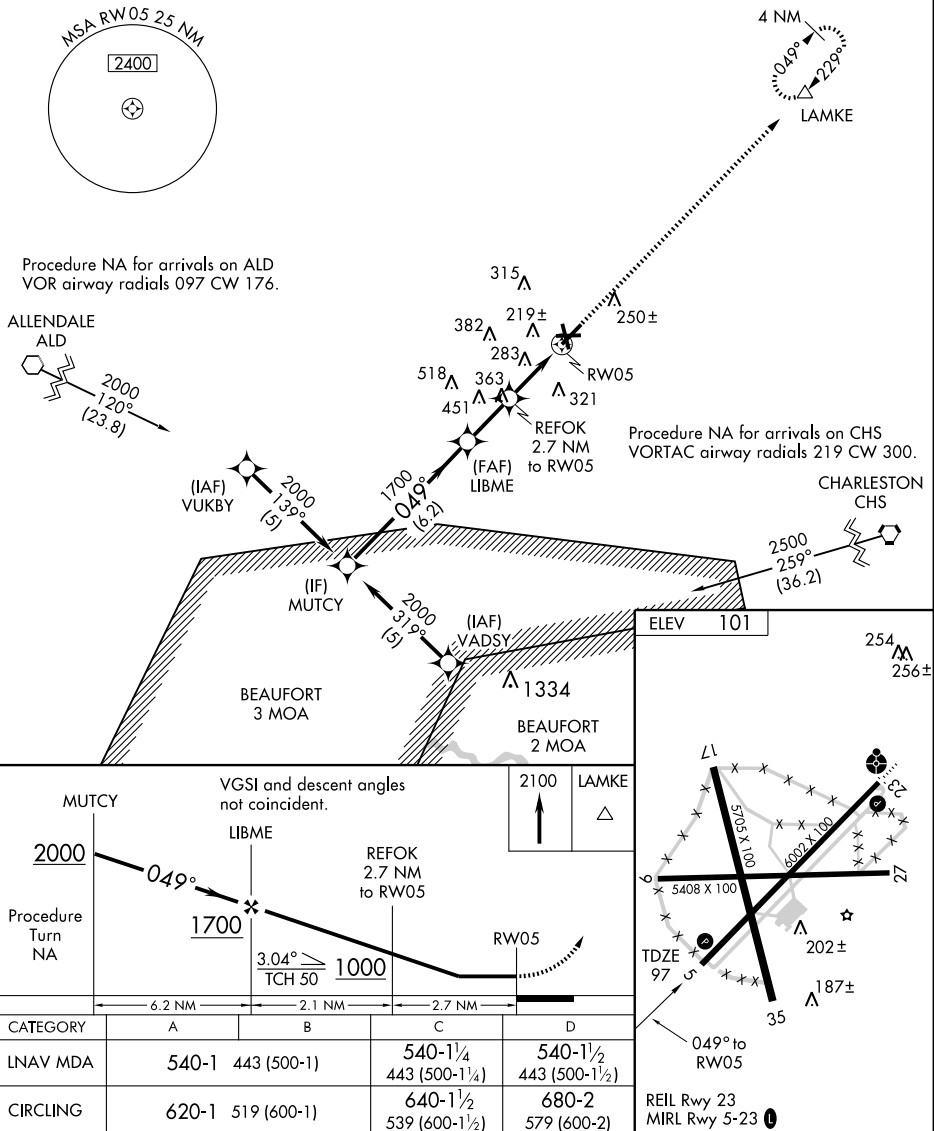 MSA RW05 25 NM
2400
4 NM
049°
229°
LAMKE
Procedure NA for arrivals on ALD
VOR airway radials 097 CW 176.
ALLENDALE
ALD
2000
120°
(23.8)
315
219±
250±
382
283
RW05
518
363
451
321
REFOK
2.7 NM
to RW05
(FAF)
LIBME
Procedure NA for arrivals on CHS
VORTAC airway radials 219 CW 300.
CHARLESTON
CHS
2500
259°
(36.2)
(IAF)
VUKBY
2000
139°
(5)
1700
049°
(6.2)
(IF)
MUTCY
2000
319°
(5)
(IAF)
VADSY
1334
BEAUFORT
3 MOA
BEAUFORT
2 MOA
ELEV 101
254
256±
17
23
5705 X 100
6002 X 100
9
5408 X 100
27
P
P
TDZE
97
5
202±
187±
35
049° to
RW05
REIL Rwy 23
MIRL Rwy 5-23 L
MUTCY
VGSI and descent angles
not coincident.
2100
LAMKE
LIBME
2000
049°
REFOK
2.7 NM
to RW05
Procedure
Turn
NA
1700
3.04°
TCH 50
1000
RW05
6.2 NM
2.1 NM
2.7 NM
CATEGORY A B C D
LNAV MDA 540-1 443 (500-1) 540-1¼ 540-1½
443 (500-1¼) 443 (500-1½)
CIRCLING 620-1 519 (600-1) 640-1½ 680-2
539 (600-1½) 579 (600-2)